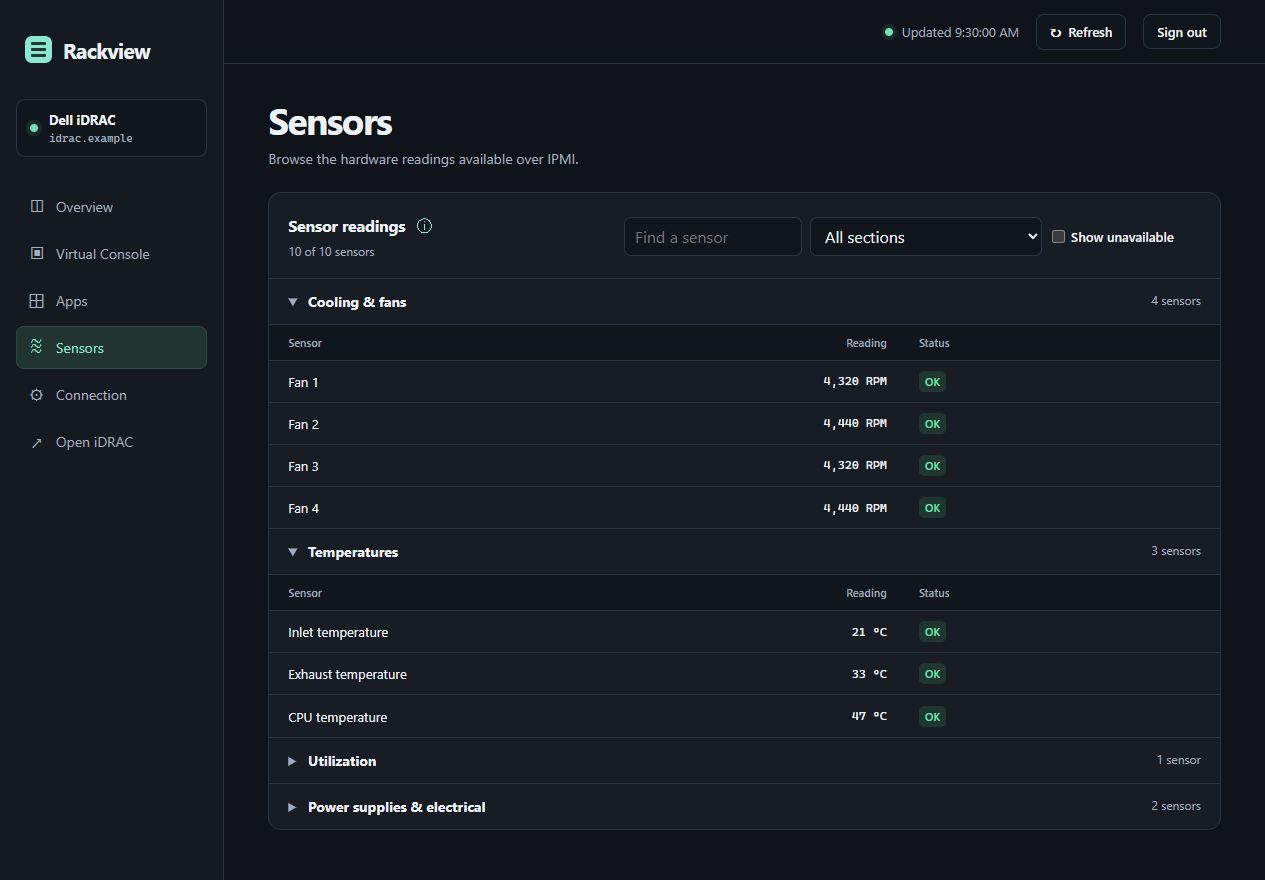 Rackview
Updated 9:30:00 AM
Refresh
Sign out
Dell iDRAC
idrac.example
Overview
Virtual Console
Apps
Sensors
Connection
Open iDRAC
Sensors
Browse the hardware readings available over IPMI.
Sensor readings
10 of 10 sensors
Find a sensor
All sections
Show unavailable
Cooling & fans 4 sensors
Sensor Reading Status
Fan 1 4,320 RPM OK
Fan 2 4,440 RPM OK
Fan 3 4,320 RPM OK
Fan 4 4,440 RPM OK
Temperatures 3 sensors
Sensor Reading Status
Inlet temperature 21 °C OK
Exhaust temperature 33 °C OK
CPU temperature 47 °C OK
Utilization 1 sensor
Power supplies & electrical 2 sensors